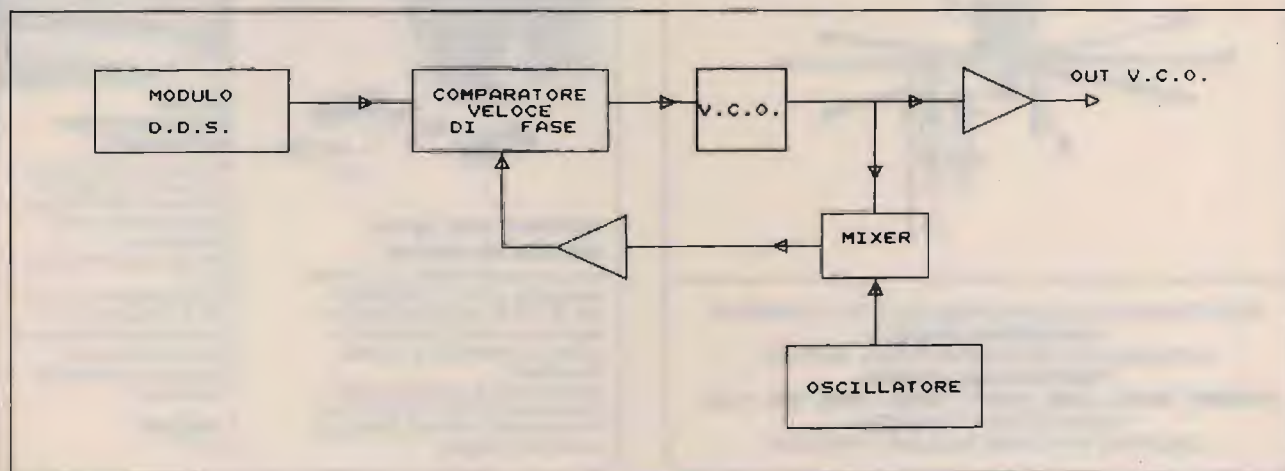 MODULO
D.D.S.
COMPARATORE
VELOCE
DI FASE
V.C.O.
OUT V.C.O.
MIXER
OSCILLATORE